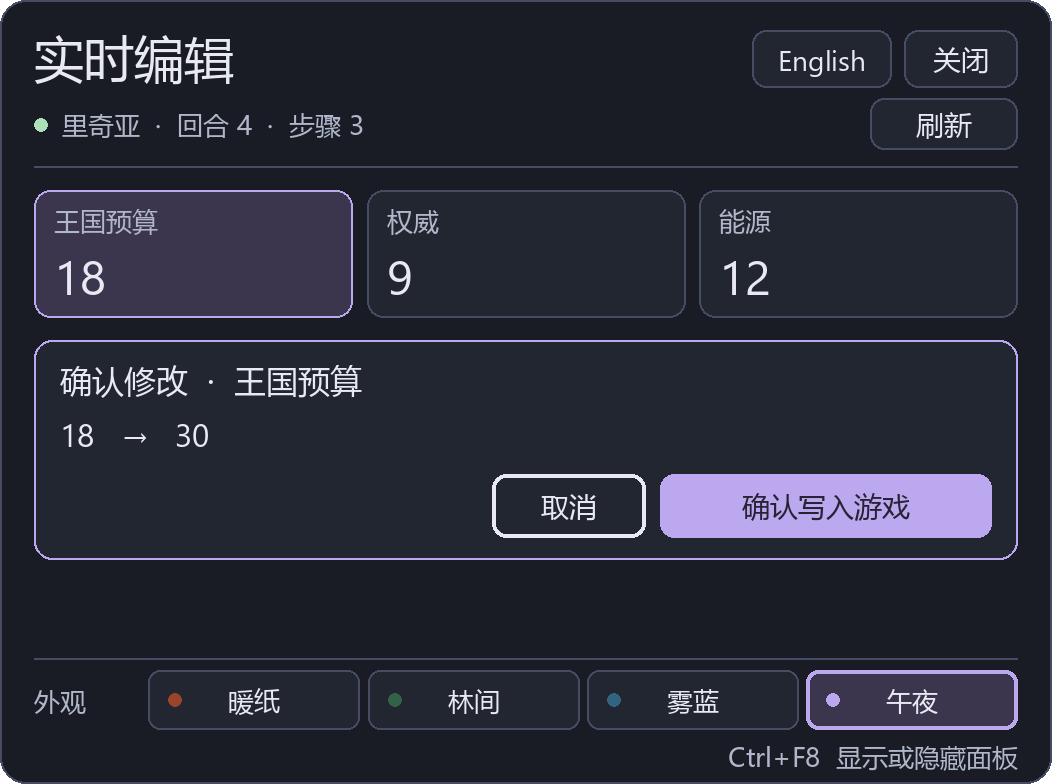 实时编辑
English
关闭
里奇亚 · 回合 4 · 步骤 3
刷新
王国预算
18
权威
9
能源
12
确认修改 · 王国预算
18 → 30
取消
确认写入游戏
外观
暖纸
林间
雾蓝
午夜
Ctrl+F8 显示或隐藏面板